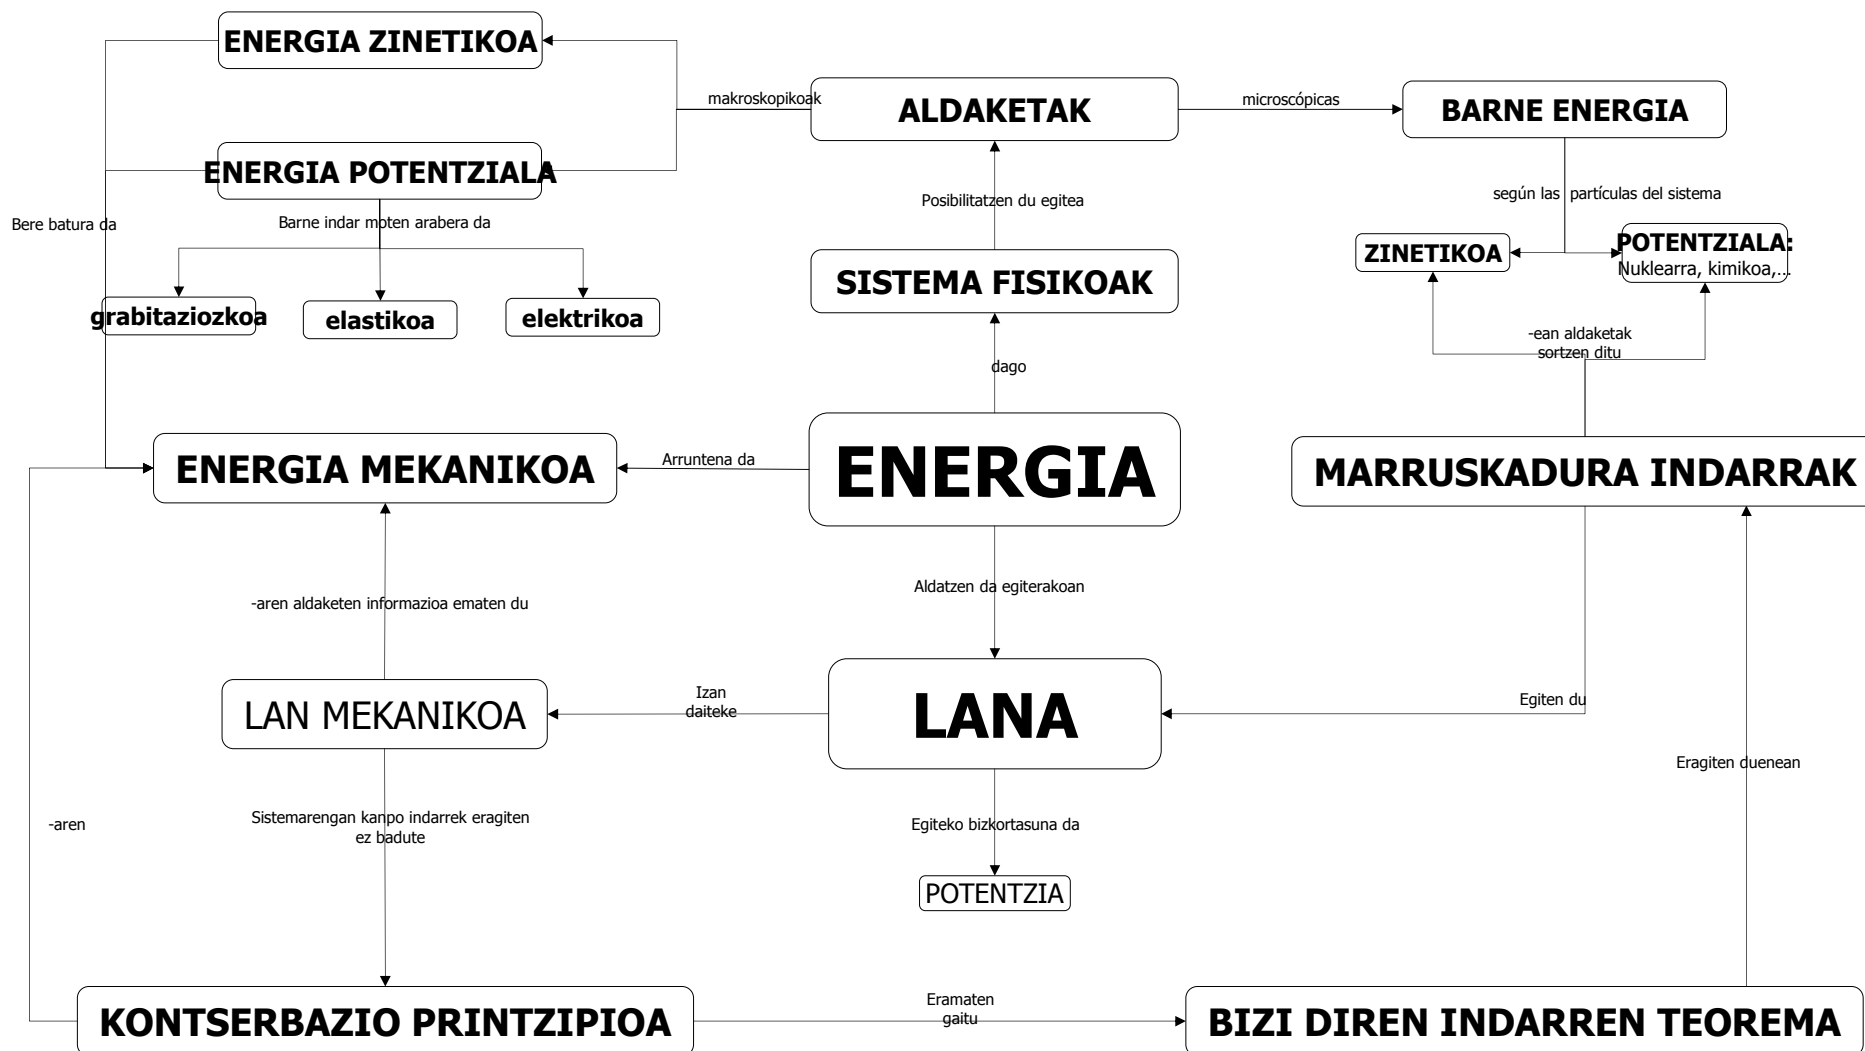 ENERGIA ZINETIKOA
makroskopikoak
ALDAKETAK
microscópicas
BARNE ENERGIA
ENERGIA POTENTZIALA
Posibilitatzen du egitea
según las partículas del sistema
Bere batura da
Barne indar moten arabera da
ZINETIKOA
POTENTZIALA:
Nuklearra, kimikoa,...
SISTEMA FISIKOAK
grabitaziozkoa
elastikoa
elektrikoa
-ean aldaketak
sortzen ditu
dago
ENERGIA MEKANIKOA
Arruntena da
ENERGIA
MARRUSKADURA INDARRAK
Aldatzen da egiterakoan
-aren aldaketen informazioa ematen du
LAN MEKANIKOA
Izan
daiteke
LANA
Egiten du
Eragiten duenean
-aren
Sistemarengan kanpo indarrek eragiten
ez badute
Egiteko bizkortasuna da
POTENTZIA
KONTSERBAZIO PRINTZIPIOA
Eramaten
gaitu
BIZI DIREN INDARREN TEOREMA